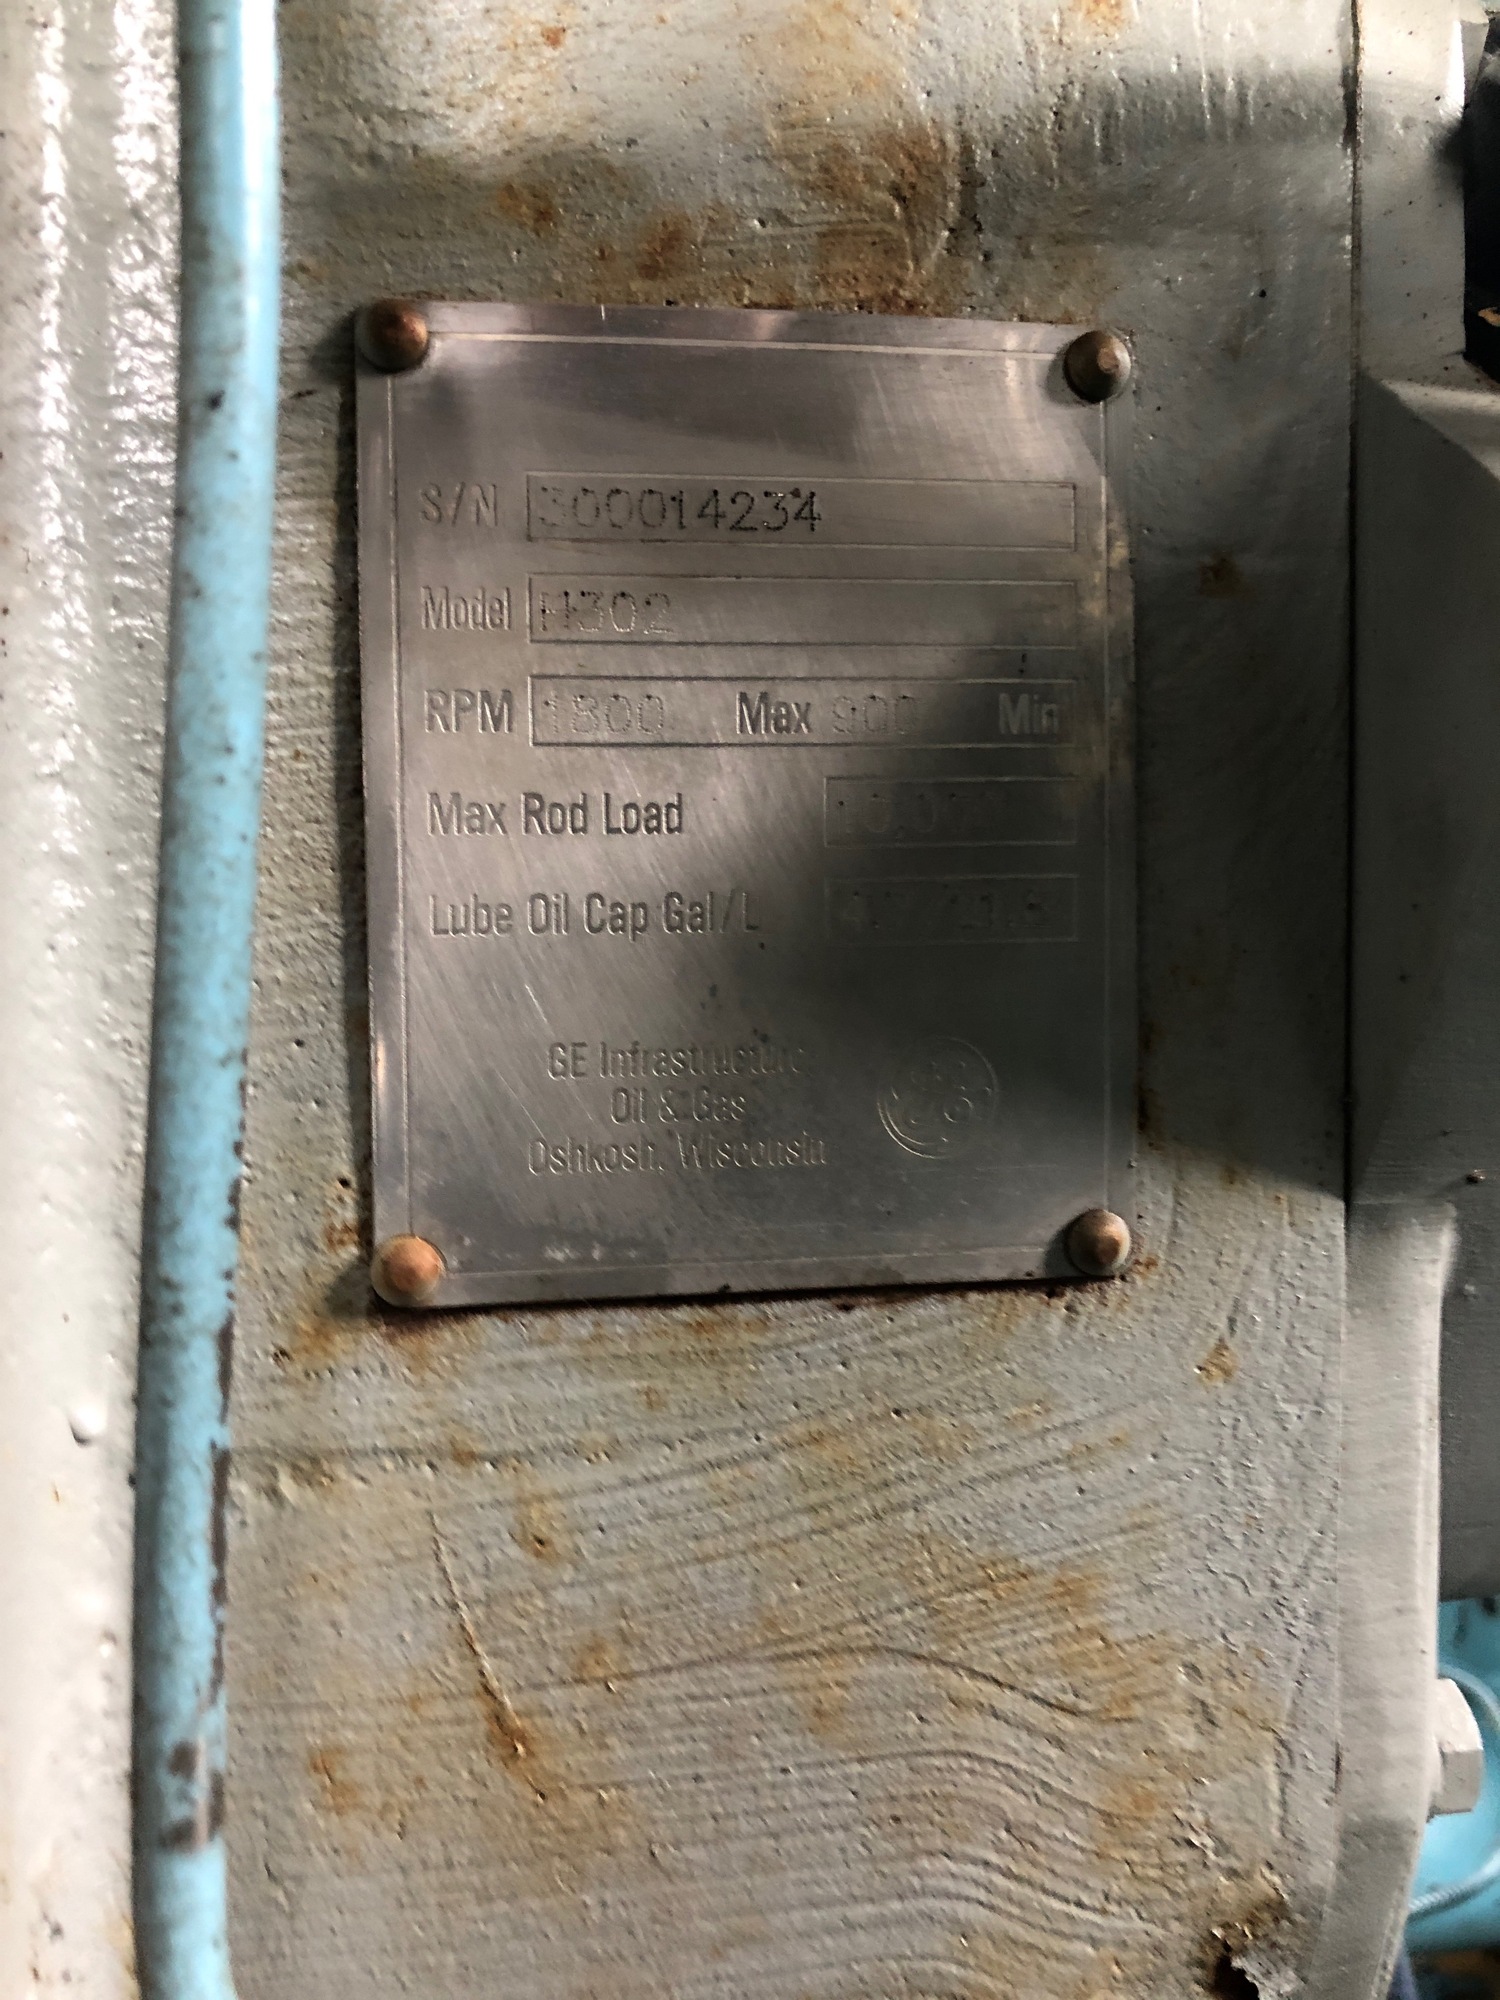 S/N 300014234
Model H302
RPM 1800 Max 900 Min
Max Rod Load
Lube Oil Cap Gal/L
GE Infrastructure
Oil & Gas
Oshkosh, Wisconsin